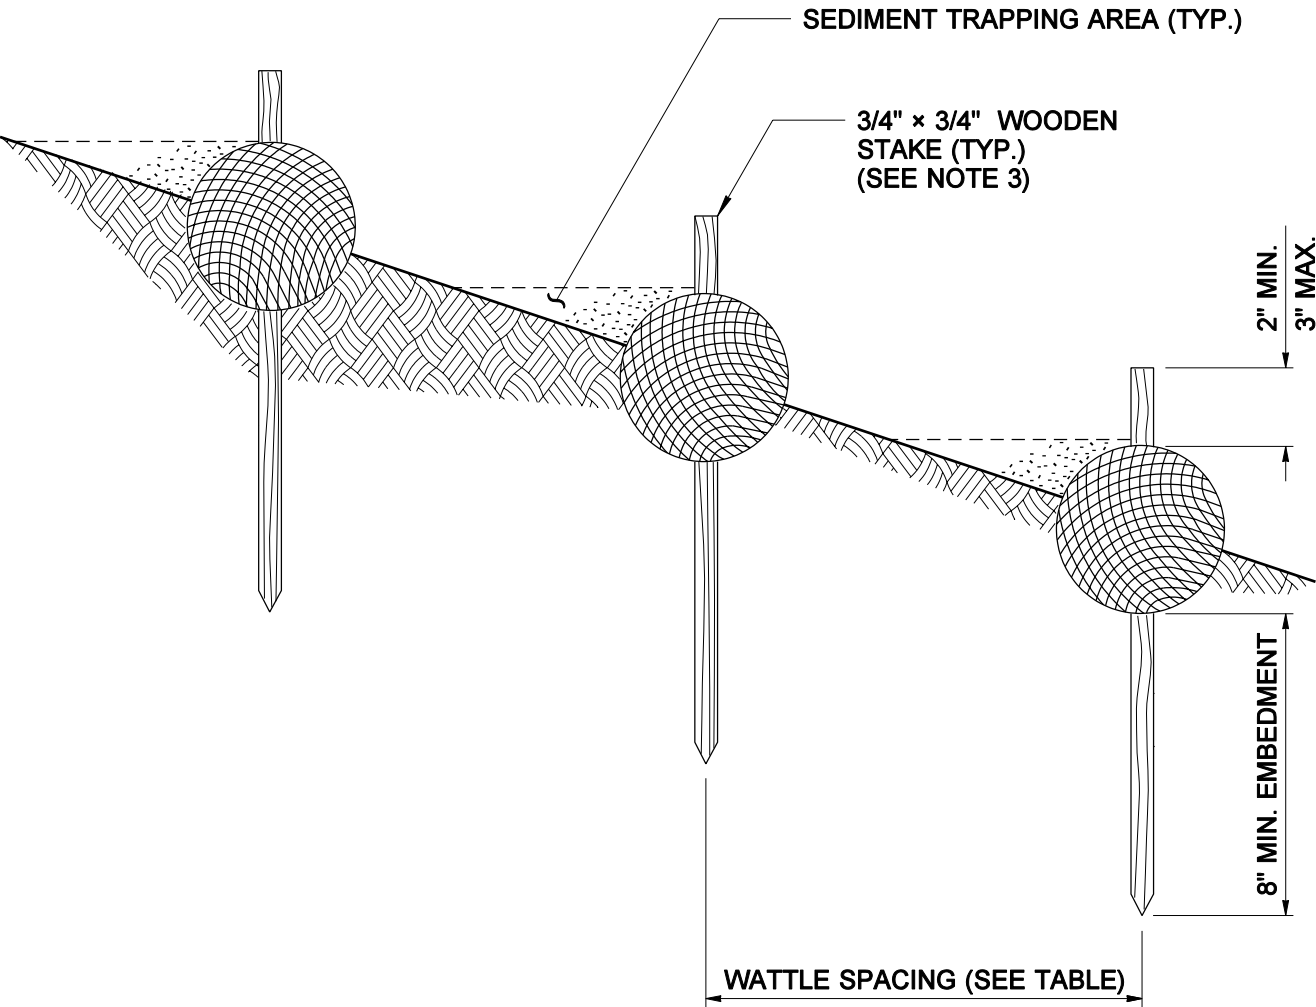 SEDIMENT TRAPPING AREA (TYP.)
3/4" × 3/4" WOODEN
STAKE (TYP.)
(SEE NOTE 3)
2" MIN.
3" MAX.
8" MIN. EMBEDMENT
WATTLE SPACING (SEE TABLE)